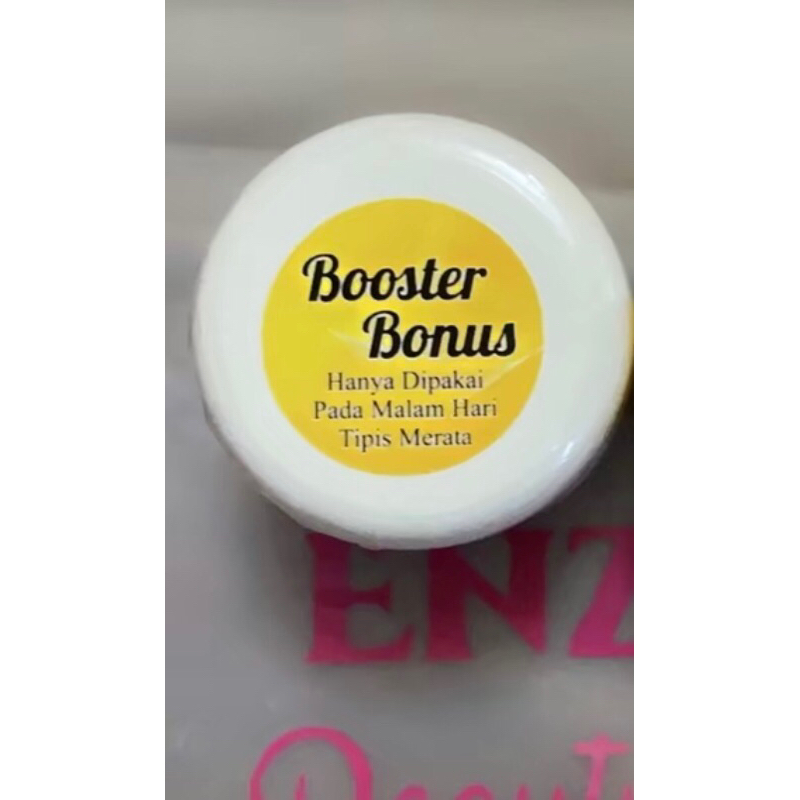 Booster
Bonus
Hanya Dipakai
Pada Malam Hari
Tipis Merata
ENZ